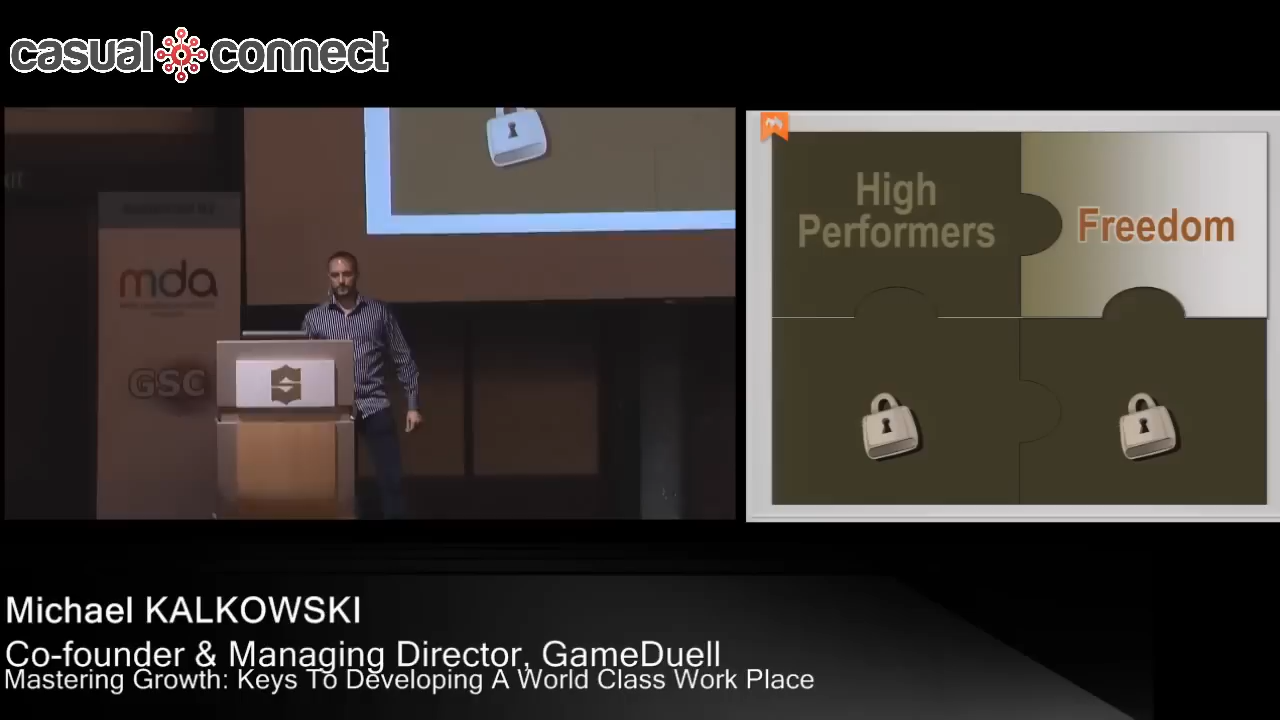 casual connect
mda
GSC
High
Performers
Freedom
Michael KALKOWSKI
Co-founder & Managing Director, GameDuell
Mastering Growth: Keys To Developing A World Class Work Place